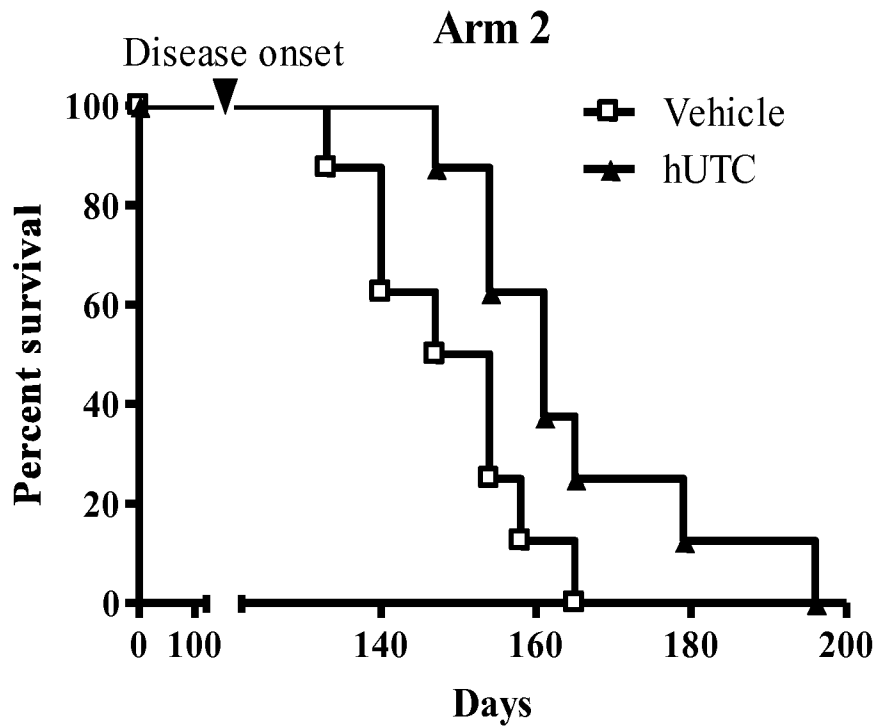 Arm 2
Disease onset
Vehicle
hUTC
100
80
60
40
20
0
Percent survival
0 100 140 160 180 200
Days